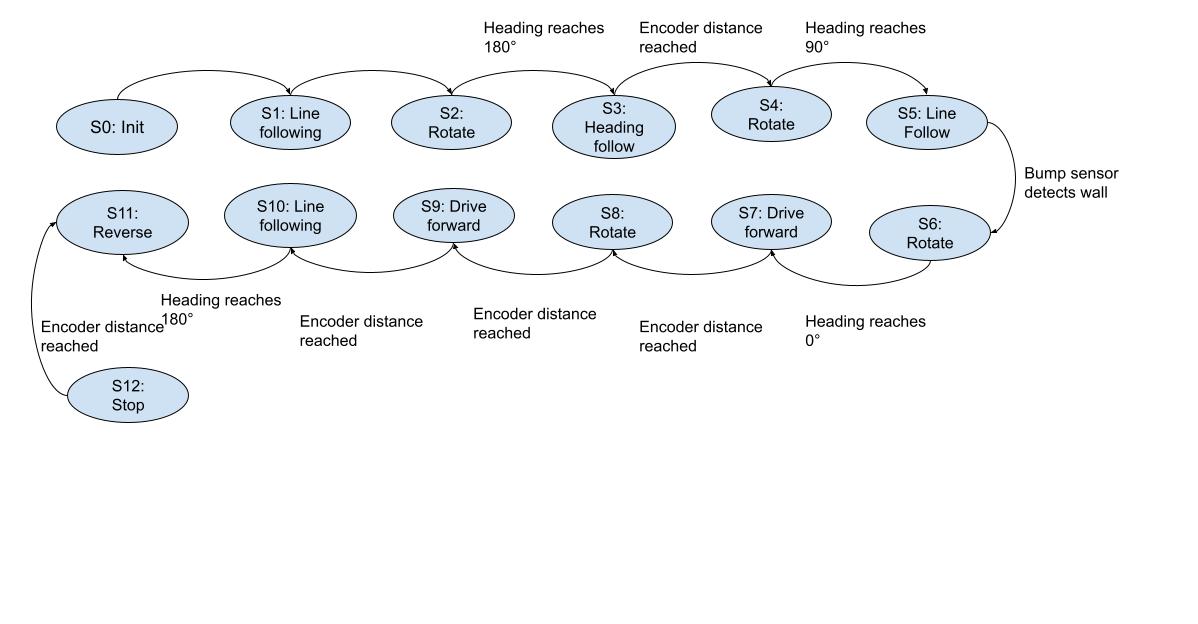 Heading reaches
180°
Encoder distance
reached
Heading reaches
90°
S0: Init
S1: Line
following
S2:
Rotate
S3:
Heading
follow
S4:
Rotate
S5: Line
Follow
Bump sensor
detects wall
S11:
Reverse
S10: Line
following
S9: Drive
forward
S8:
Rotate
S7: Drive
forward
S6:
Rotate
Heading reaches
180°
Encoder distance
reached
Encoder distance
reached
Encoder distance
reached
Encoder distance
reached
Heading reaches
0°
S12:
Stop